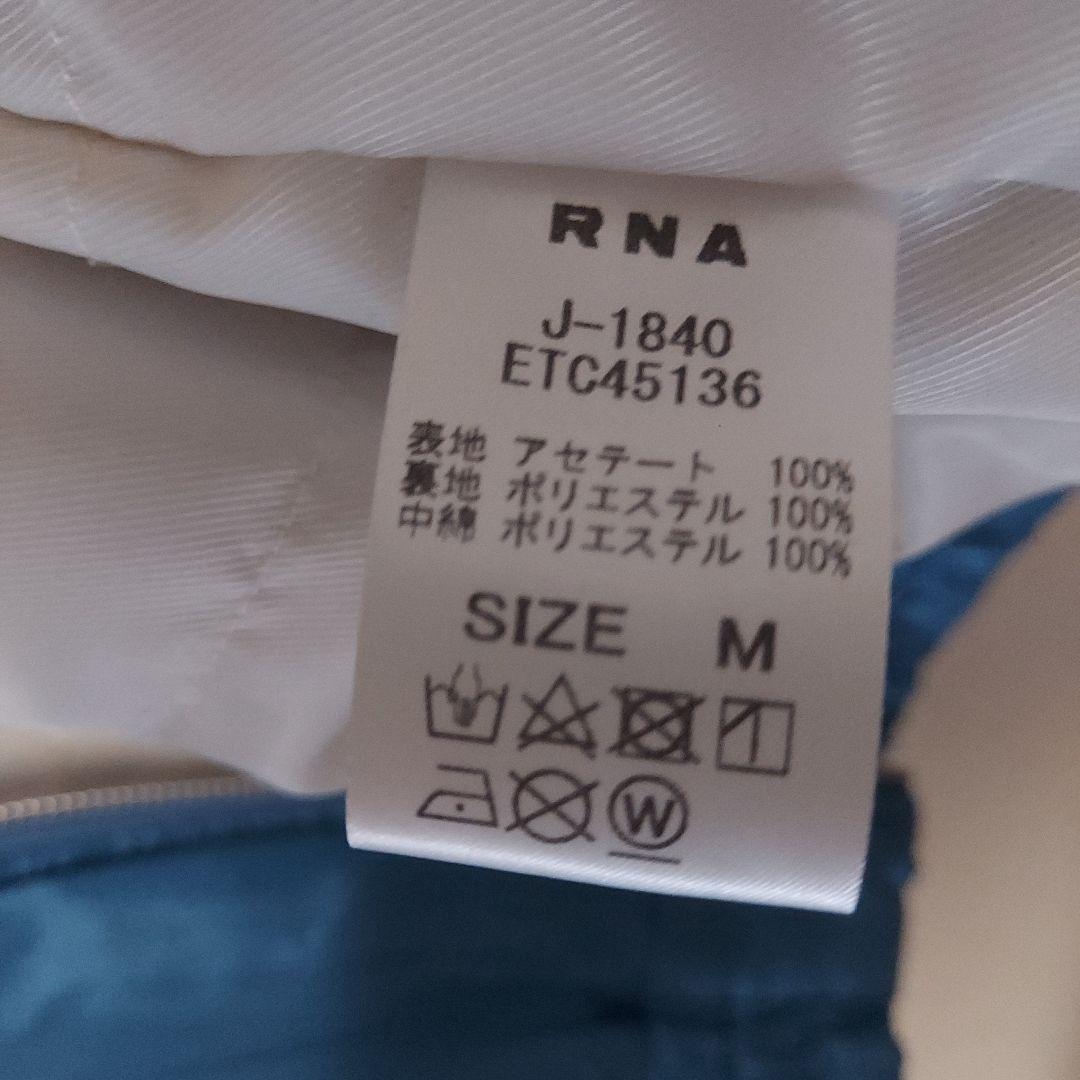 RNA
J-1840
ETC45136
表地 アセテート 100%
裏地 ポリエステル 100%
中綿 ポリエステル 100%
SIZE M
W